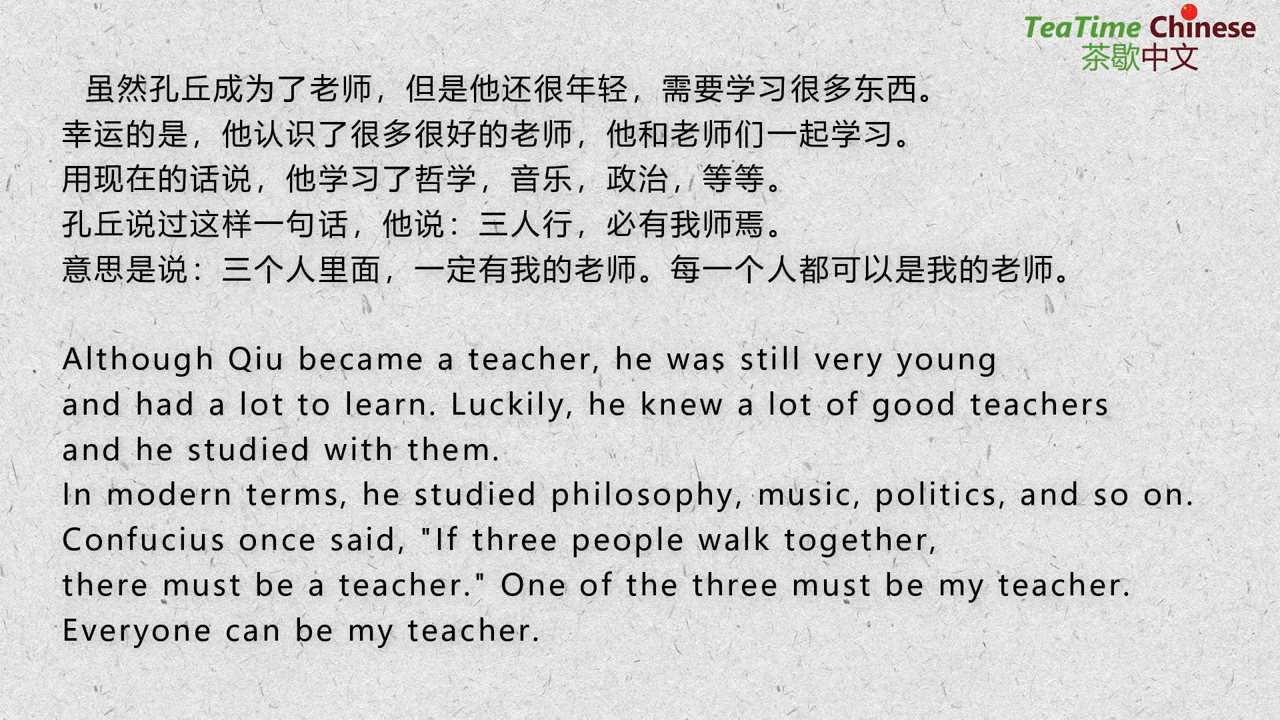 TeaTime Chinese
茶歇中文
虽然孔丘成为了老师，但是他还很年轻，需要学习很多东西。
幸运的是，他认识了很多很好的老师，他和老师们一起学习。
用现在的话说，他学习了哲学，音乐，政治，等等。
孔丘说过这样一句话，他说：三人行，必有我师焉。
意思是说：三个人里面，一定有我的老师。每一个人都可以是我的老师。
Although Qiu became a teacher, he was still very young
and had a lot to learn. Luckily, he knew a lot of good teachers
and he studied with them.
In modern terms, he studied philosophy, music, politics, and so on.
Confucius once said, "If three people walk together,
there must be a teacher." One of the three must be my teacher.
Everyone can be my teacher.